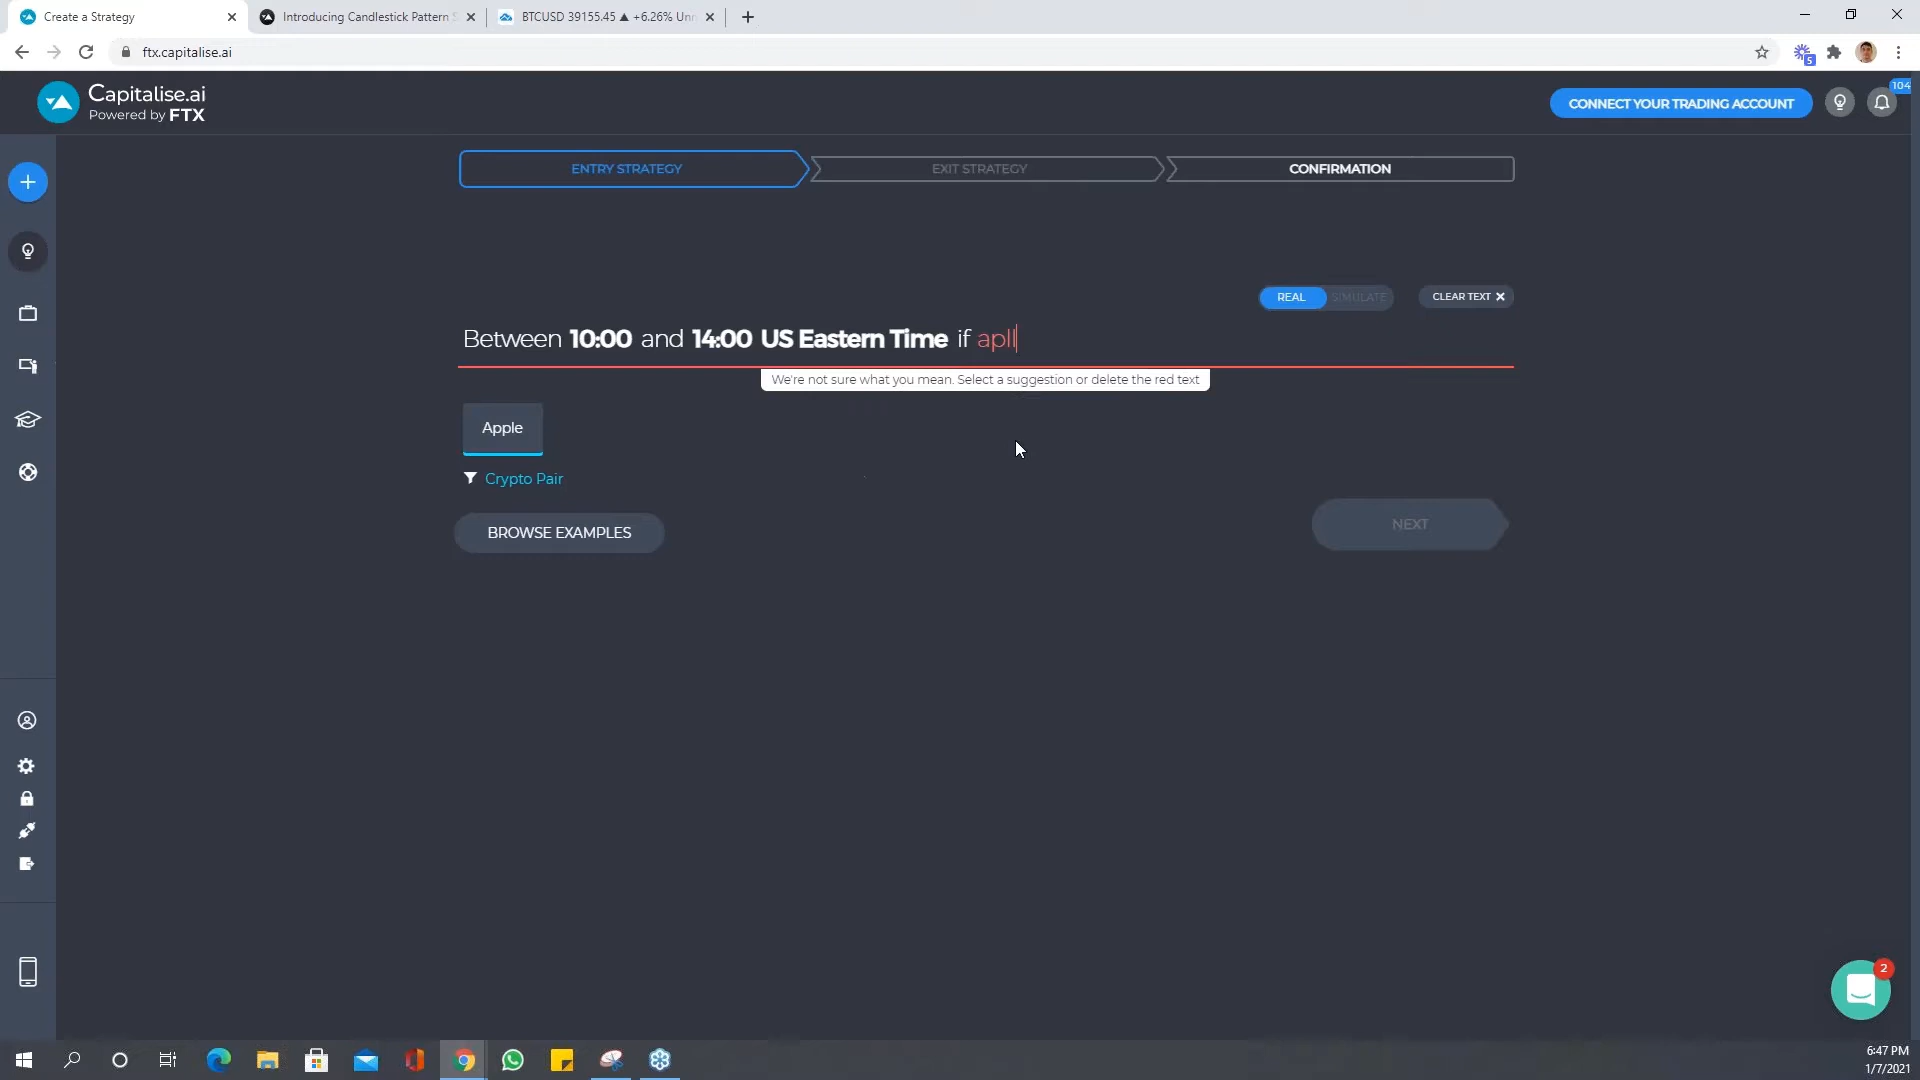 Create a Strategy
Introducing Candlestick Pattern S
BTCUSD 39155.45 ▲ +6.26% Unn
ftx.capitalise.ai
5
Capitalise.ai
Powered by FTX
CONNECT YOUR TRADING ACCOUNT
104
ENTRY STRATEGY
EXIT STRATEGY
CONFIRMATION
REAL
SIMULATE
CLEAR TEXT ×
Between 10:00 and 14:00 US Eastern Time if apll
We're not sure what you mean. Select a suggestion or delete the red text
Apple
Crypto Pair
BROWSE EXAMPLES
NEXT
2
6:47 PM
1/7/2021